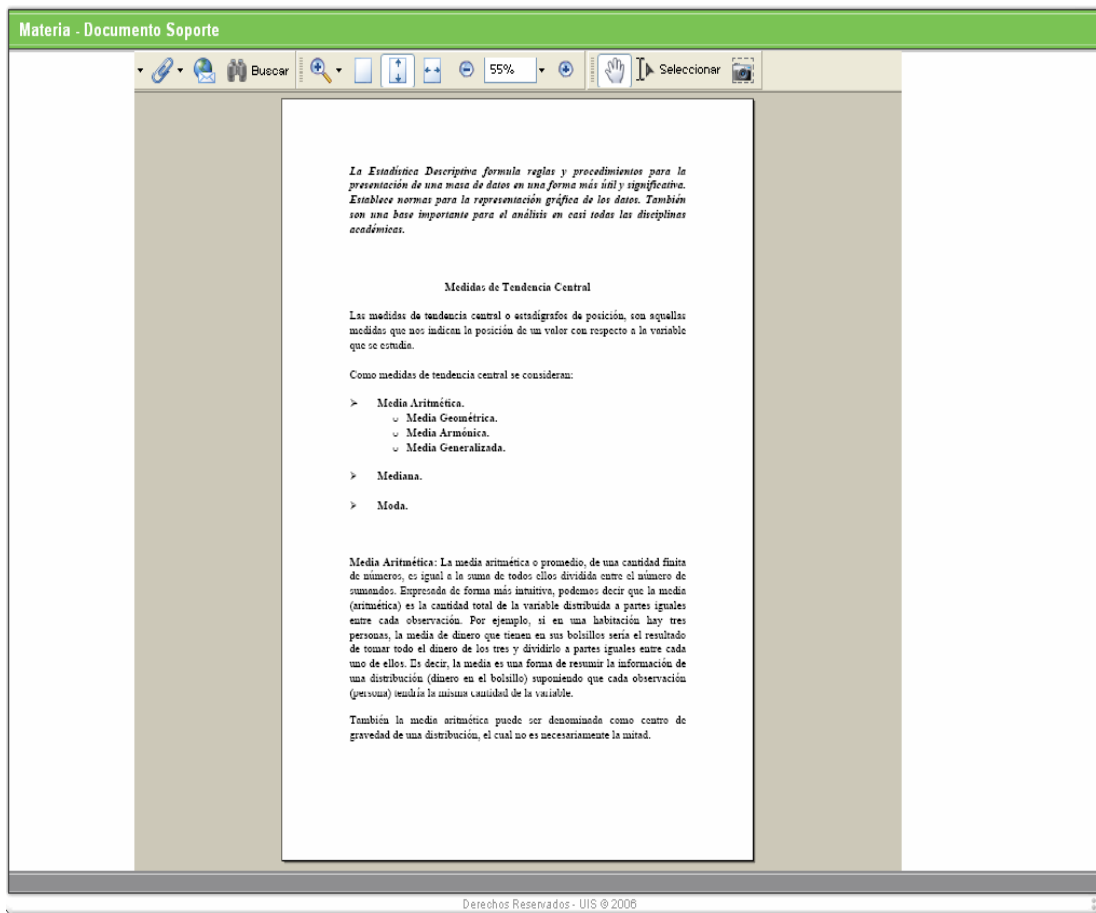 Materia - Documento Soporte
Buscar
55%
Seleccionar
La Estadística Descriptiva formula reglas y procedimientos para la
presentación de una masa de datos en una forma más útil y significativa.
Establece normas para la representación gráfica de los datos. También
son una base importante para el análisis en casi todas las disciplinas
académicas.
Medidas de Tendencia Central
Las medidas de tendencia central o estadígrafos de posición, son aquellas
medidas que nos indican la posición de un valor con respecto a la variable
que se estudia.
Como medidas de tendencia central se consideran:
➢ Media Aritmética.
o Media Geométrica.
o Media Armónica.
o Media Generalizada.
➢ Mediana.
➢ Moda.
Media Aritmética: La media aritmética o promedio, de una cantidad finita
de números, es igual a la suma de todos ellos dividida entre el número de
sumandos. Expresada de forma más intuitiva, podemos decir que la media
(aritmética) es la cantidad total de la variable distribuida a partes iguales
entre cada observación. Por ejemplo, si en una habitación hay tres
personas, la media de dinero que tienen en sus bolsillos sería el resultado
de tomar todo el dinero de los tres y dividirlo a partes iguales entre cada
uno de ellos. Es decir, la media es una forma de resumir la información de
una distribución (dinero en el bolsillo) suponiendo que cada observación
(persona) tendría la misma cantidad de la variable.
También la media aritmética puede ser denominada como centro de
gravedad de una distribución, el cual no es necesariamente la mitad.
Derechos Reservados - UIS © 2006